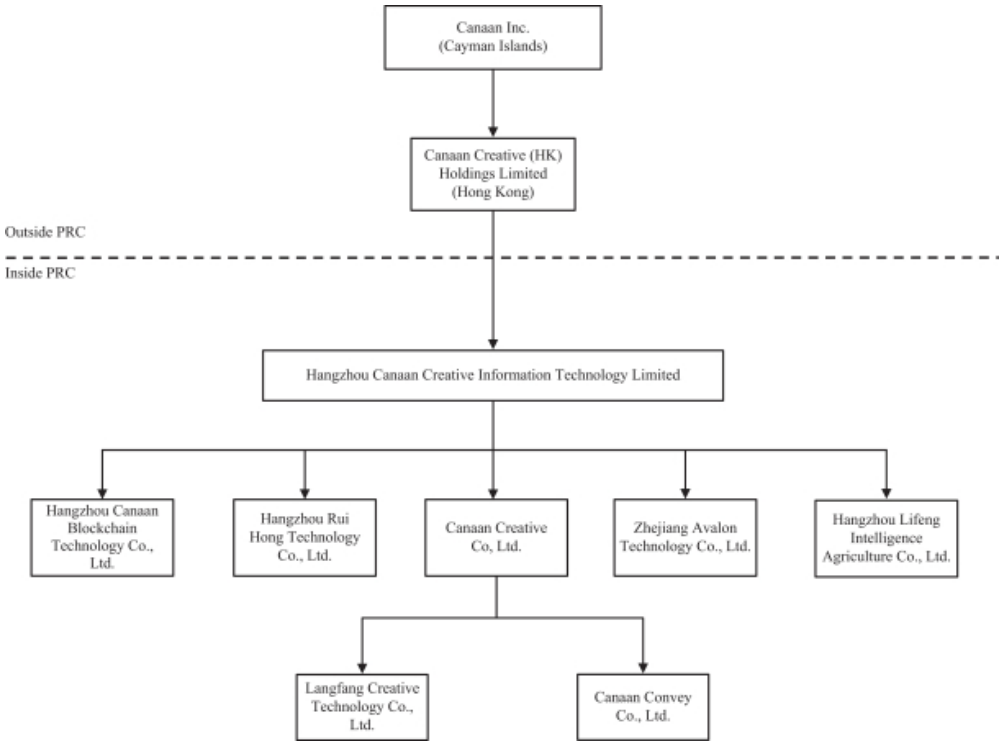 Canaan Inc.
(Cayman Islands)
Canaan Creative (HK)
Holdings Limited
(Hong Kong)
Outside PRC
Inside PRC
Hangzhou Canaan Creative Information Technology Limited
Hangzhou Canaan
Blockchain
Technology Co.,
Ltd.
Hangzhou Rui
Hong Technology
Co., Ltd.
Canaan Creative
Co, Ltd.
Zhejiang Avalon
Technology Co., Ltd.
Hangzhou Lifeng
Intelligence
Agriculture Co., Ltd.
Langfang Creative
Technology Co.,
Ltd.
Canaan Convey
Co., Ltd.